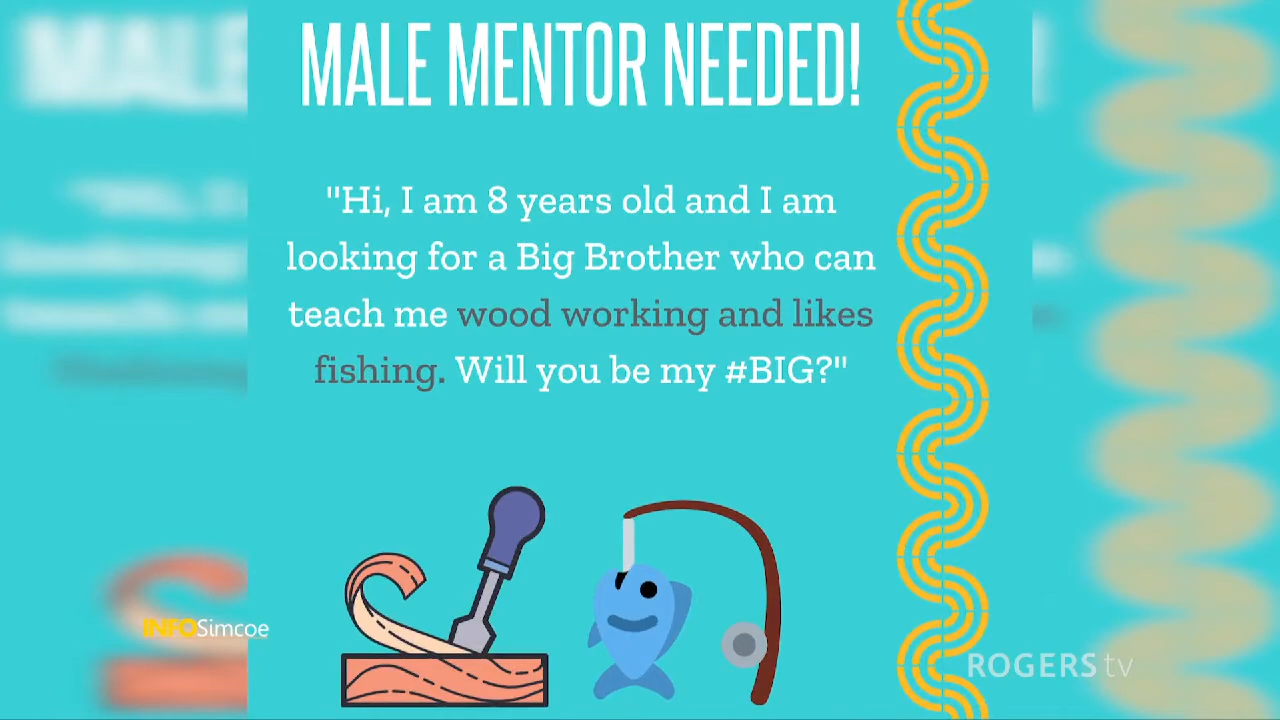 MALE MENTOR NEEDED!
"Hi, I am 8 years old and I am
looking for a Big Brother who can
teach me wood working and likes
fishing. Will you be my #BIG?"
INFOSimcoe
ROGERS tv